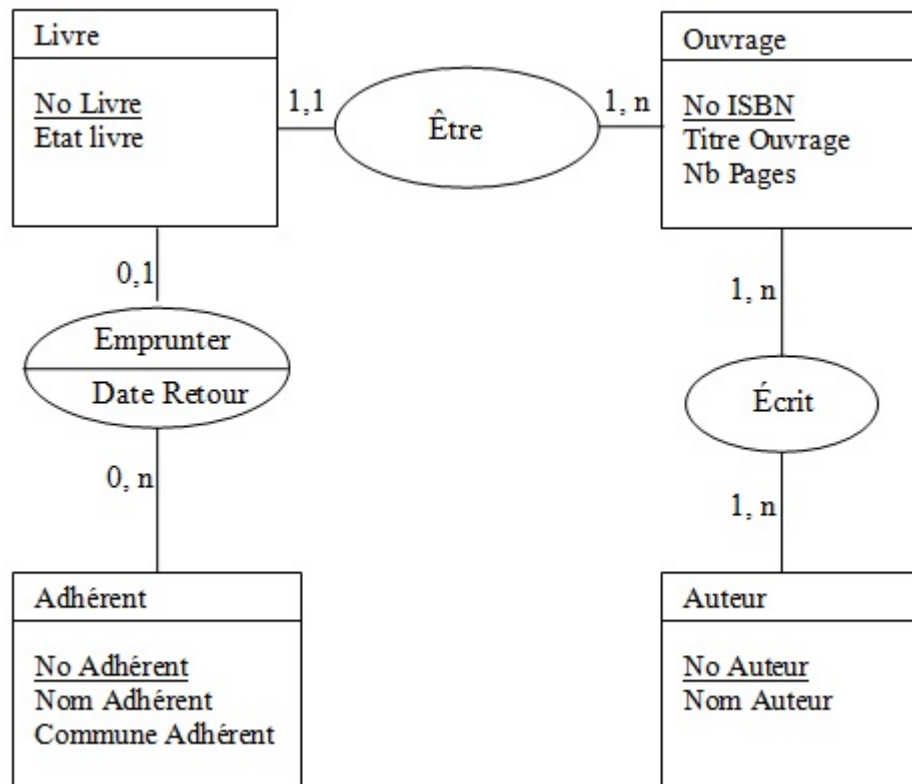 Livre
No Livre
Etat livre
1,1
Être
1, n
Ouvrage
No ISBN
Titre Ouvrage
Nb Pages
0,1
Emprunter
Date Retour
0, n
1, n
Écrit
1, n
Adhérent
No Adhérent
Nom Adhérent
Commune Adhérent
Auteur
No Auteur
Nom Auteur